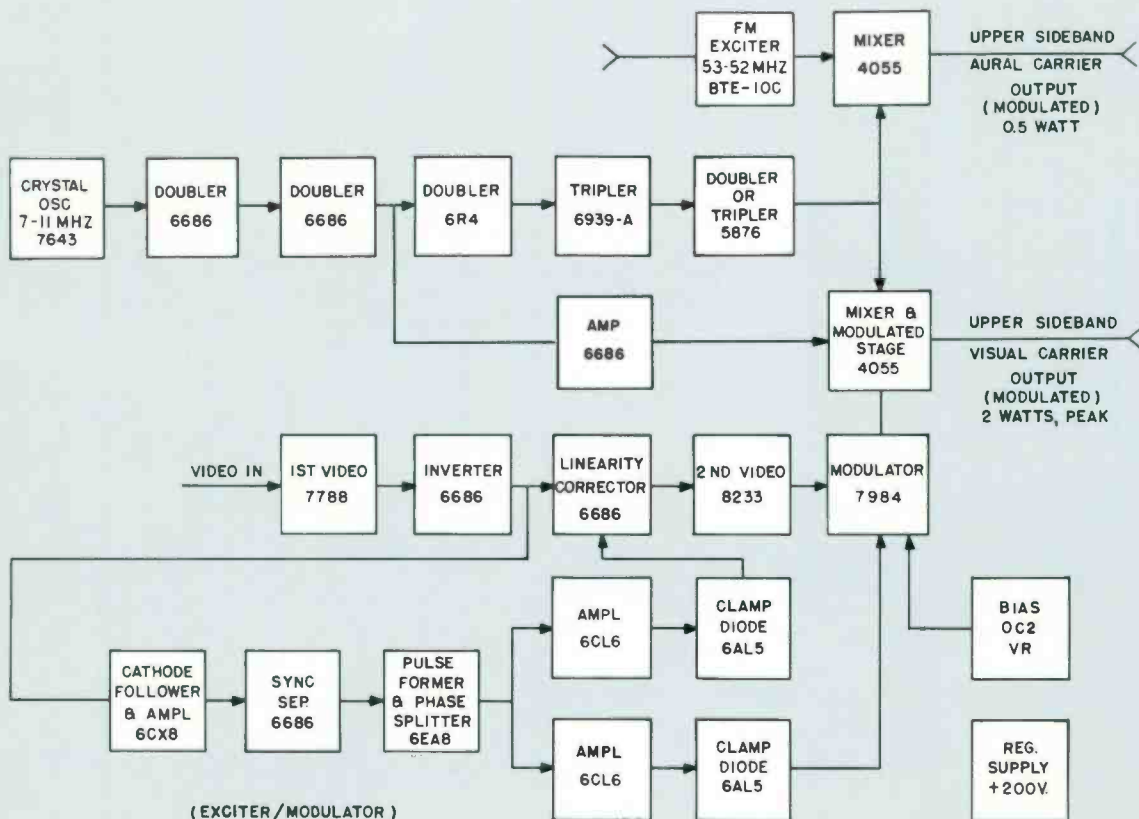 FM
EXCITER
53-52 MHZ
BTE-10C
MIXER
4055
UPPER SIDEBAND
AURAL CARRIER
OUTPUT
(MODULATED)
0.5 WATT
CRYSTAL
OSC
7-11 MHZ
7643
DOUBLER
6686
DOUBLER
6686
DOUBLER
6R4
TRIPLER
6939-A
DOUBLER
OR
TRIPLER
5876
AMP
6686
MIXER &
MODULATED
STAGE
4055
UPPER SIDEBAND
VISUAL CARRIER
OUTPUT
(MODULATED)
2 WATTS, PEAK
VIDEO IN
1ST VIDEO
7788
INVERTER
6686
LINEARITY
CORRECTOR
6686
2ND VIDEO
8233
MODULATOR
7984
CATHODE
FOLLOWER
& AMPL
6CX8
SYNC
SEP.
6686
PULSE
FORMER
& PHASE
SPLITTER
6EA8
AMPL
6CL6
CLAMP
DIODE
6AL5
BIAS
OC2
VR
AMPL
6CL6
CLAMP
DIODE
6AL5
REG.
SUPPLY
+200V.
(EXCITER/MODULATOR)